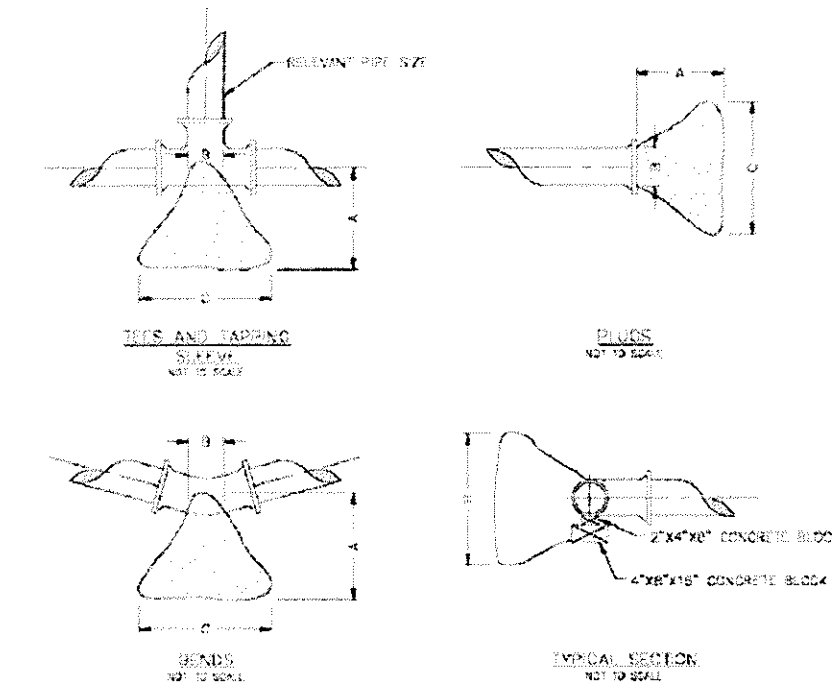 RELEVANT PIPE SIZE
A
B
B
C
A
C
TEES AND TAPPING
SLEEVE
NOT TO SCALE
PLUGS
NOT TO SCALE
B
A
2"X4"X8" CONCRETE BLOC
4"X8"X16" CONCRETE BLOCK
C
BENDS
NOT TO SCALE
TYPICAL SECTION
NOT TO SCALE